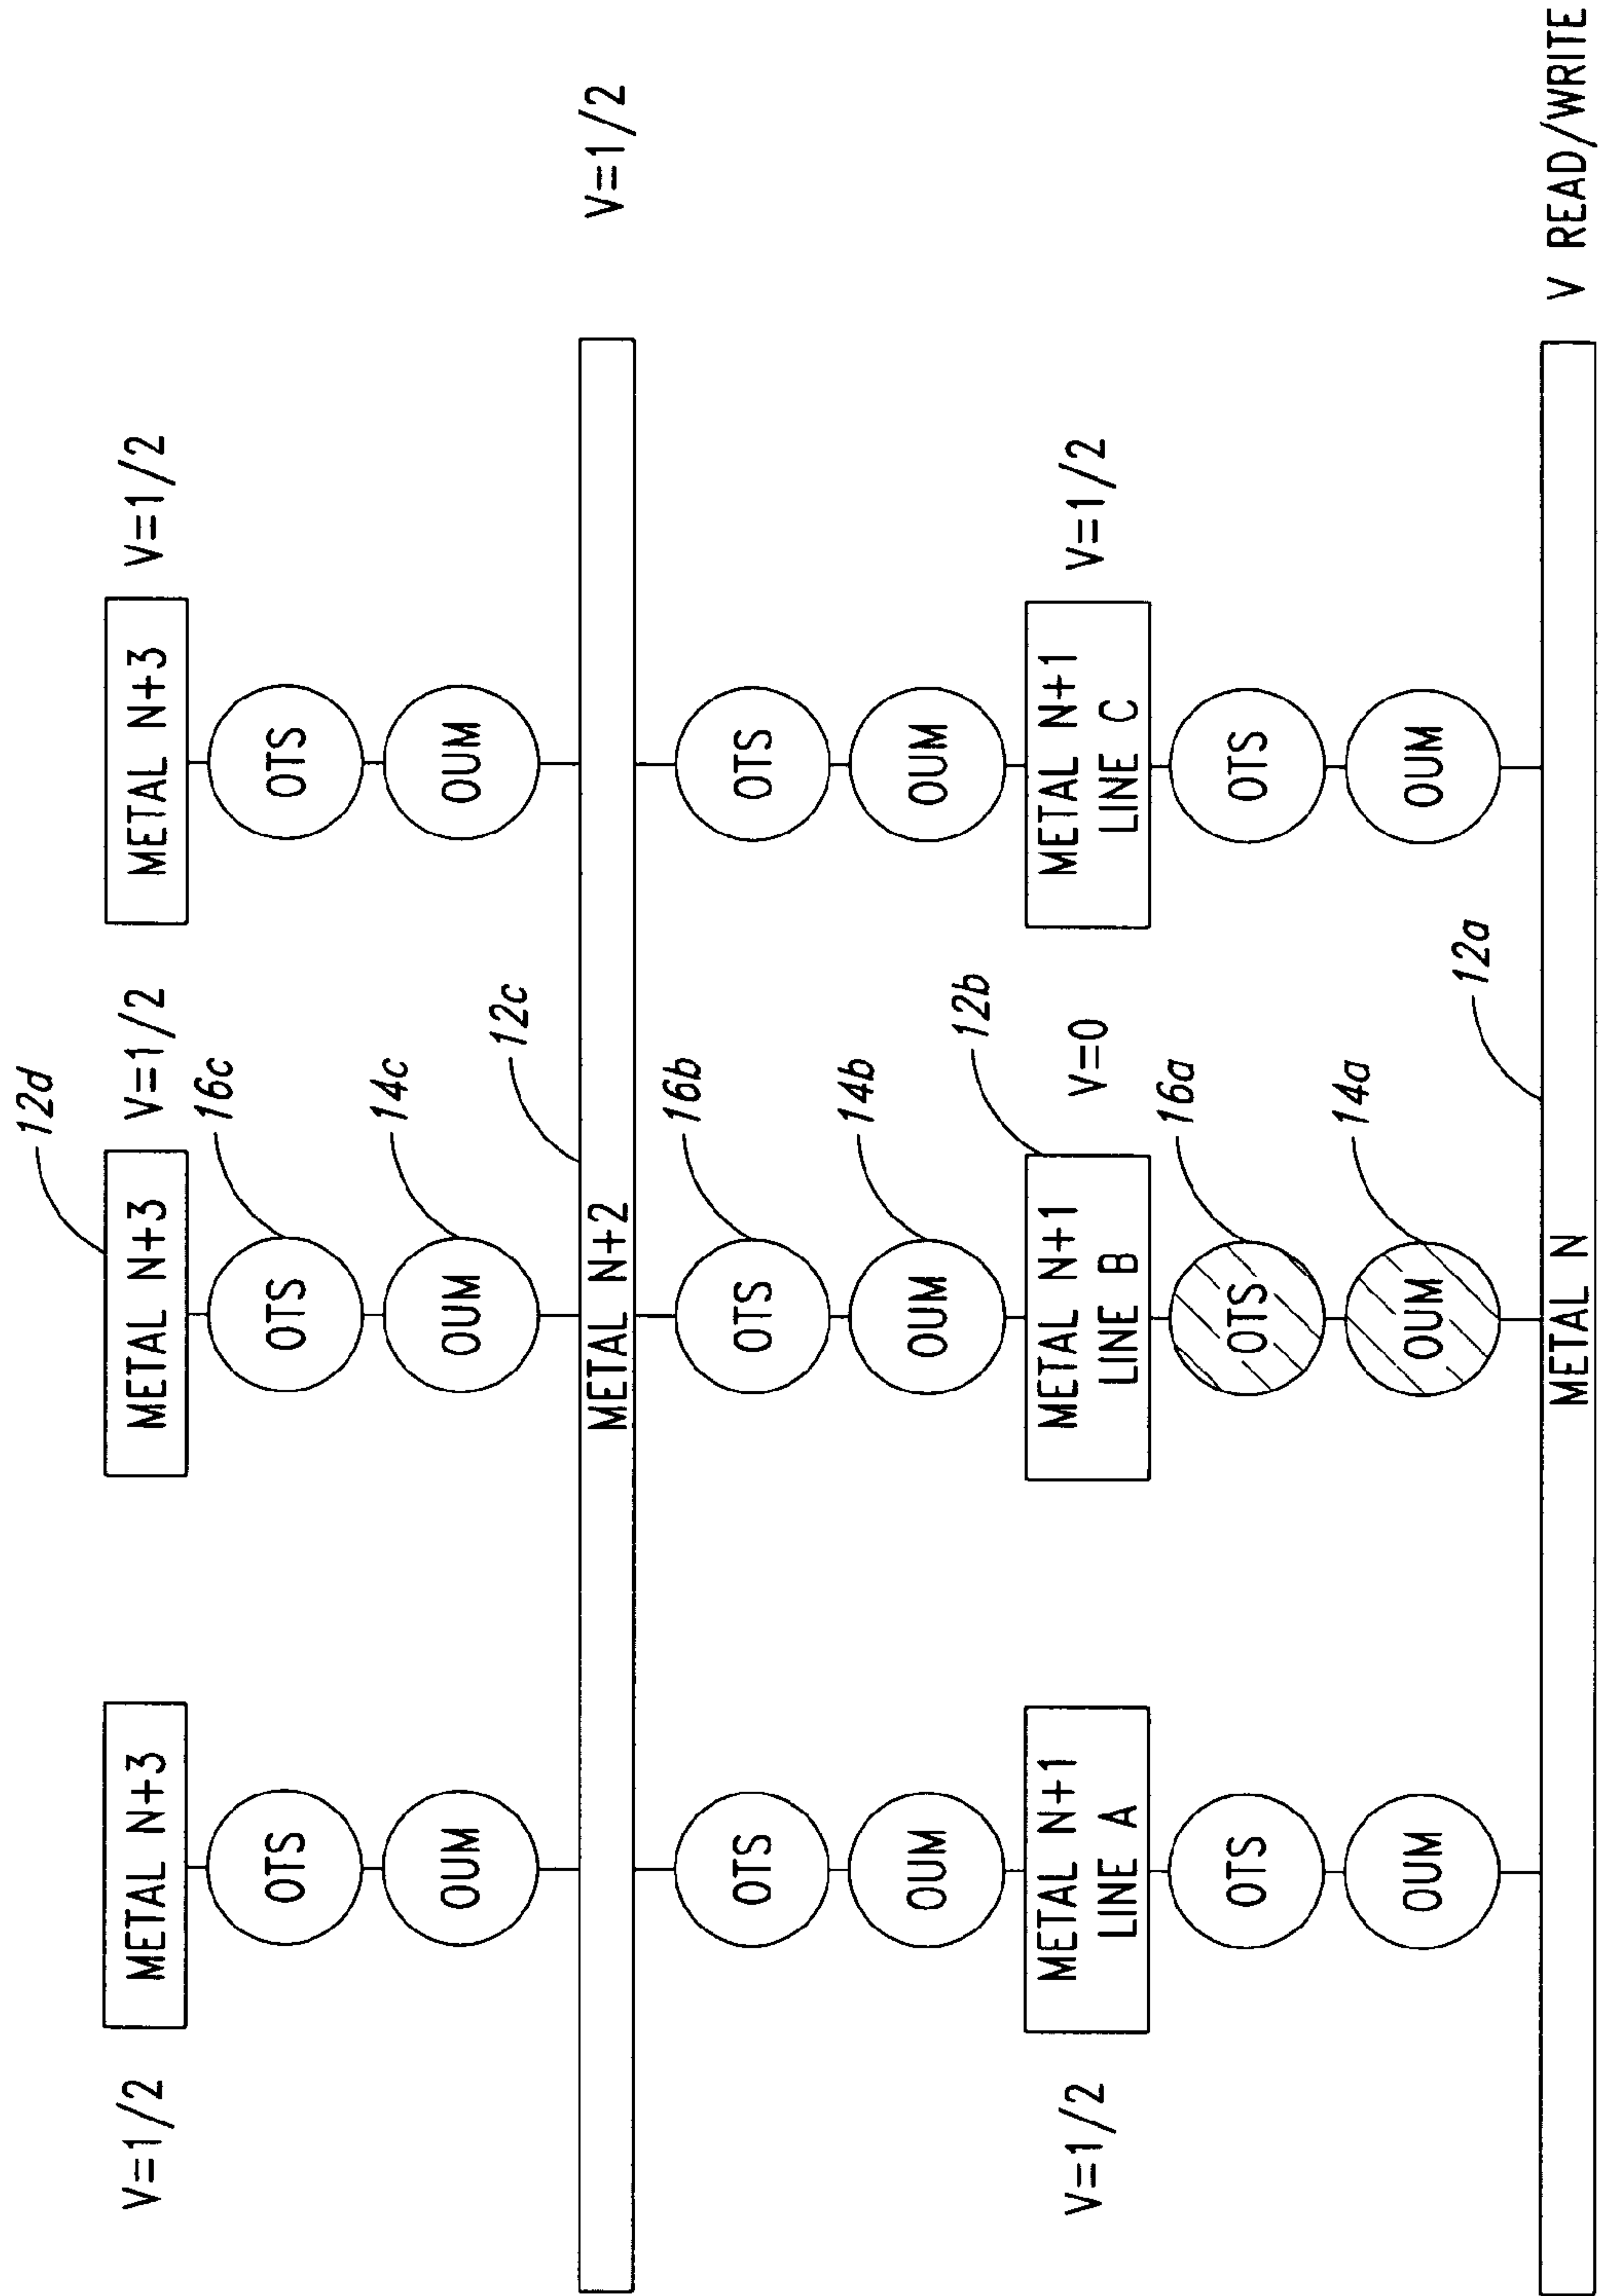 12d
METAL N+3
METAL N+3
METAL N+3
V=1/2
V=1/2
V=1/2
16c
OTS
OTS
OTS
14c
OUM
OUM
OUM
12c
METAL N+2
V=1/2
16b
OTS
OTS
OTS
14b
OUM
OUM
OUM
12b
METAL N+1
LINE A
METAL N+1
LINE B
METAL N+1
LINE C
V=1/2
V=0
V=1/2
16a
OTS
OTS
OTS
14a
OUM
OUM
OUM
12a
METAL N
V READ/WRITE